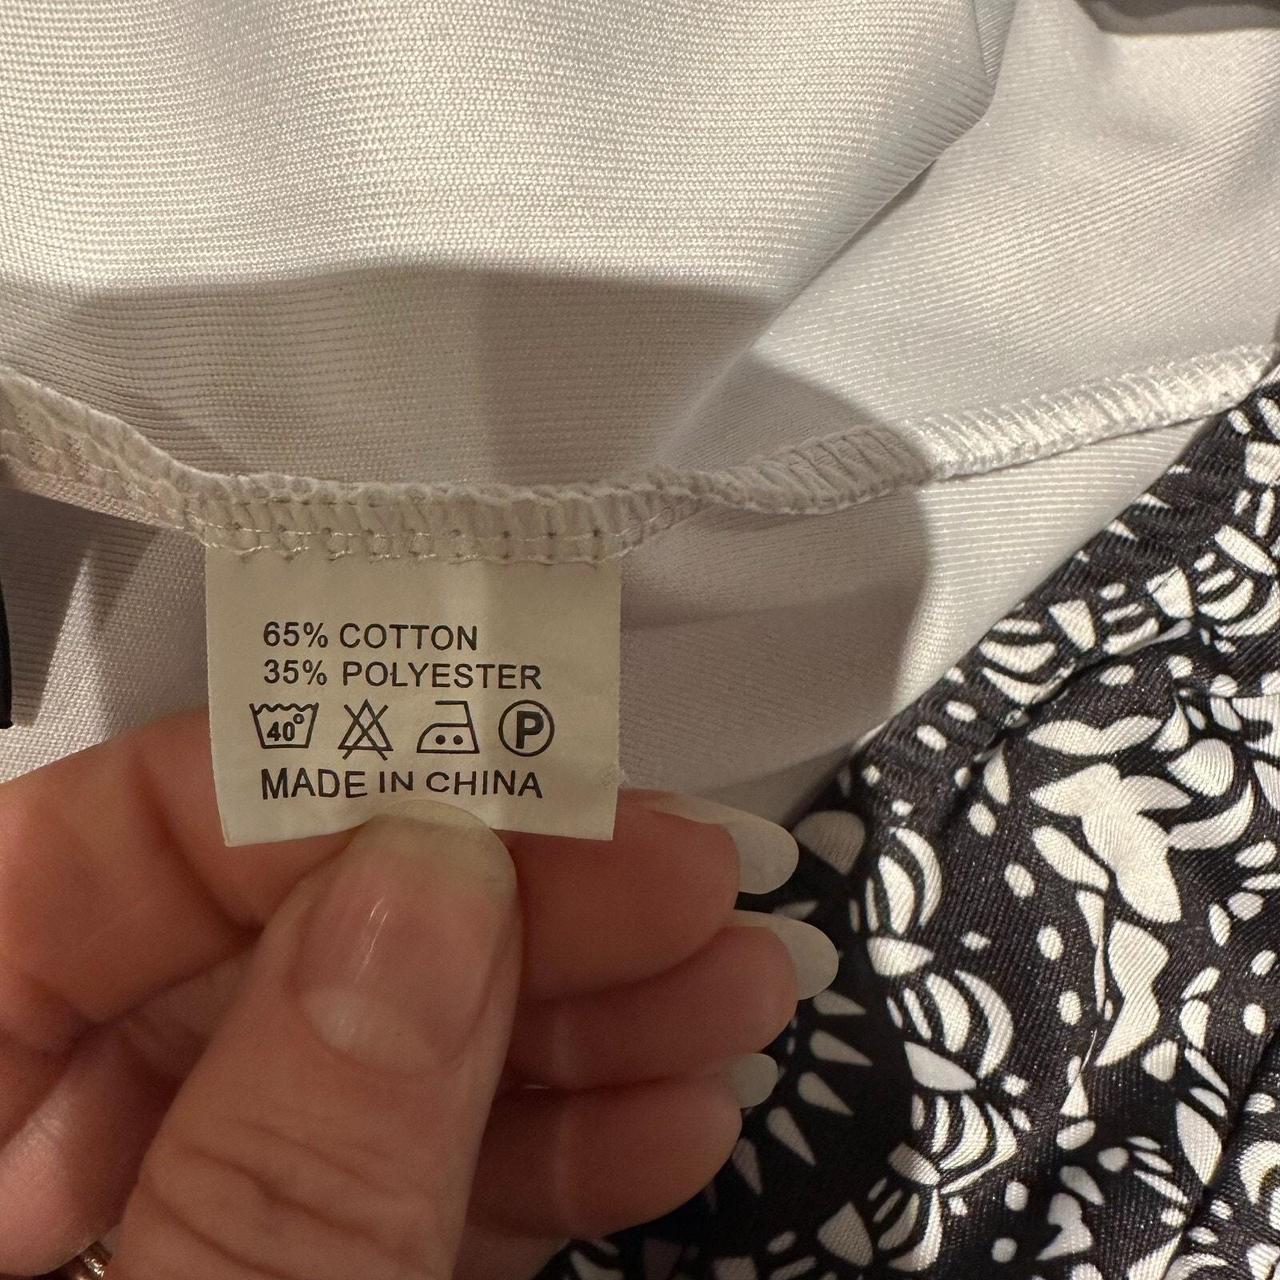 65% COTTON
35% POLYESTER
40° P
MADE IN CHINA